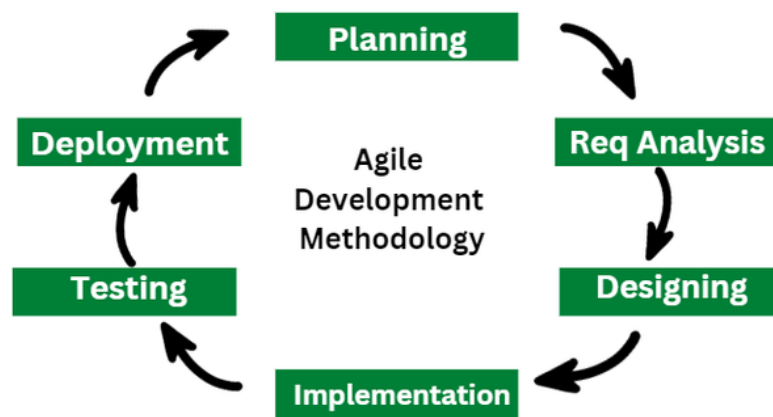 Planning
Req Analysis
Designing
Implementation
Testing
Deployment
Agile
Development
Methodology